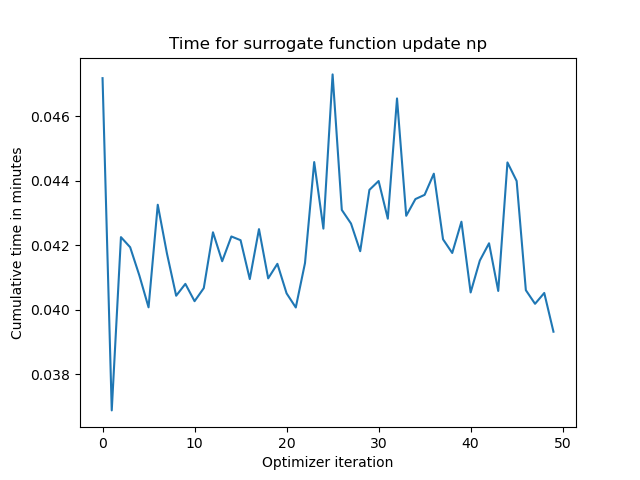 Time for surrogate function update np
Cumulative time in minutes
0.046
0.044
0.042
0.040
0.038
0 10 20 30 40 50
Optimizer iteration